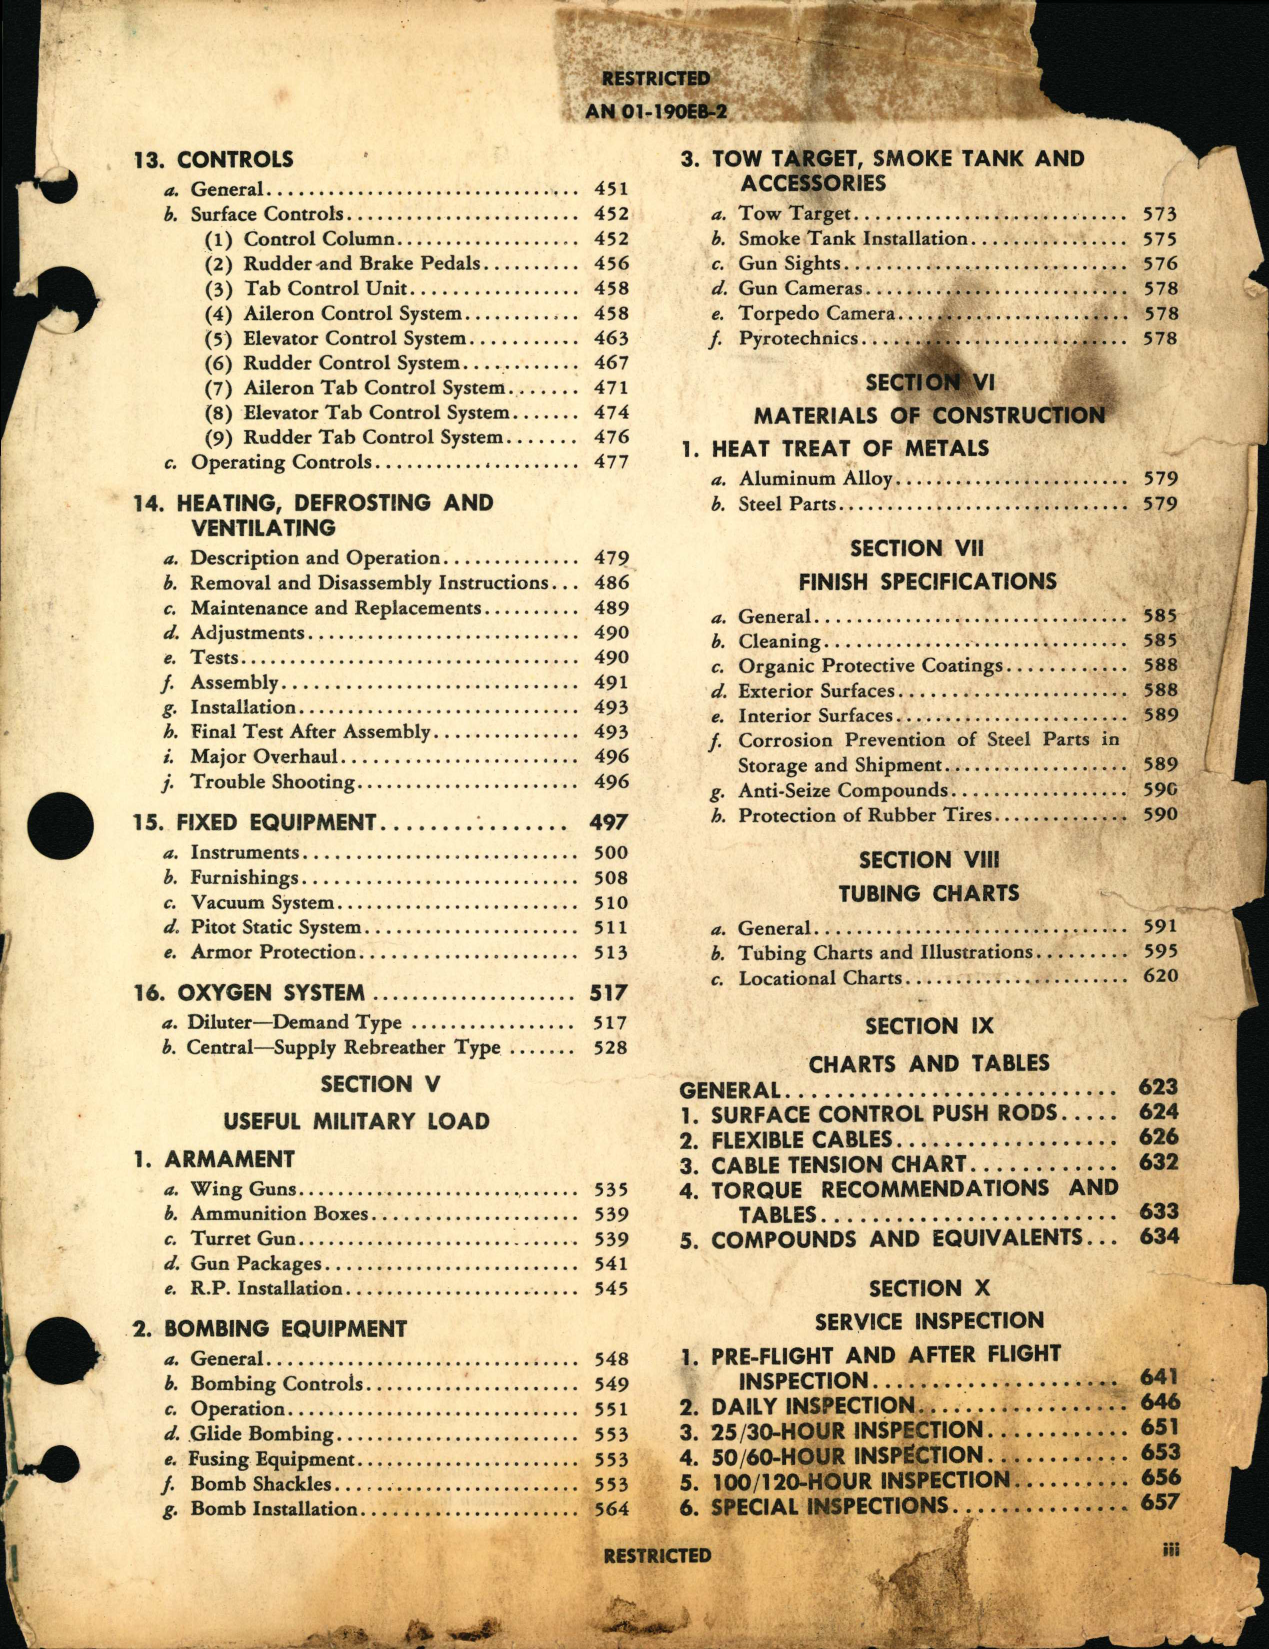 RESTRICTED
AN 01-190EB-2
13. CONTROLS
a. General................................ 451
b. Surface Controls........................ 452
(1) Control Column................... 452
(2) Rudder and Brake Pedals.......... 456
(3) Tab Control Unit................. 458
(4) Aileron Control System............ 458
(5) Elevator Control System........... 463
(6) Rudder Control System............ 467
(7) Aileron Tab Control System....... 471
(8) Elevator Tab Control System....... 474
(9) Rudder Tab Control System....... 476
c. Operating Controls..................... 477
14. HEATING, DEFROSTING AND
VENTILATING
a. Description and Operation.............. 479
b. Removal and Disassembly Instructions... 486
c. Maintenance and Replacements.......... 489
d. Adjustments............................ 490
e. Tests................................... 490
f. Assembly............................... 491
g. Installation............................. 493
h. Final Test After Assembly............... 493
i. Major Overhaul......................... 496
j. Trouble Shooting....................... 496
15. FIXED EQUIPMENT................ 497
a. Instruments............................ 500
b. Furnishings............................ 508
c. Vacuum System......................... 510
d. Pitot Static System...................... 511
e. Armor Protection....................... 513
16. OXYGEN SYSTEM .................... 517
a. Diluter—Demand Type ................. 517
b. Central—Supply Rebreather Type ....... 528
SECTION V
USEFUL MILITARY LOAD
1. ARMAMENT
a. Wing Guns............................. 535
b. Ammunition Boxes..................... 539
c. Turret Gun............................. 539
d. Gun Packages.......................... 541
e. R.P. Installation........................ 545
2. BOMBING EQUIPMENT
a. General................................ 548
b. Bombing Controls...................... 549
c. Operation.............................. 551
d. Glide Bombing......................... 553
e. Fusing Equipment....................... 553
f. Bomb Shackles......................... 553
g. Bomb Installation...................... 564
3. TOW TARGET, SMOKE TANK AND
ACCESSORIES
a. Tow Target............................ 573
b. Smoke Tank Installation................ 575
c. Gun Sights............................. 576
d. Gun Cameras........................... 578
e. Torpedo Camera........................ 578
f. Pyrotechnics........................... 578
SECTION VI
MATERIALS OF CONSTRUCTION
1. HEAT TREAT OF METALS
a. Aluminum Alloy........................ 579
b. Steel Parts.............................. 579
SECTION VII
FINISH SPECIFICATIONS
a. General................................ 585
b. Cleaning............................... 585
c. Organic Protective Coatings............ 588
d. Exterior Surfaces....................... 588
e. Interior Surfaces........................ 589
f. Corrosion Prevention of Steel Parts in
Storage and Shipment................... 589
g. Anti-Seize Compounds.................. 590
h. Protection of Rubber Tires.............. 590
SECTION VIII
TUBING CHARTS
a. General................................ 591
b. Tubing Charts and Illustrations......... 595
c. Locational Charts....................... 620
SECTION IX
CHARTS AND TABLES
GENERAL............................. 623
1. SURFACE CONTROL PUSH RODS..... 624
2. FLEXIBLE CABLES................... 626
3. CABLE TENSION CHART............ 632
4. TORQUE RECOMMENDATIONS AND
TABLES.......................... 633
5. COMPOUNDS AND EQUIVALENTS... 634
SECTION X
SERVICE INSPECTION
1. PRE-FLIGHT AND AFTER FLIGHT
INSPECTION..................... 641
2. DAILY INSPECTION.................. 646
3. 25/30-HOUR INSPECTION............ 651
4. 50/60-HOUR INSPECTION............ 653
5. 100/120-HOUR INSPECTION.......... 656
6. SPECIAL INSPECTIONS............... 657
RESTRICTED
iii